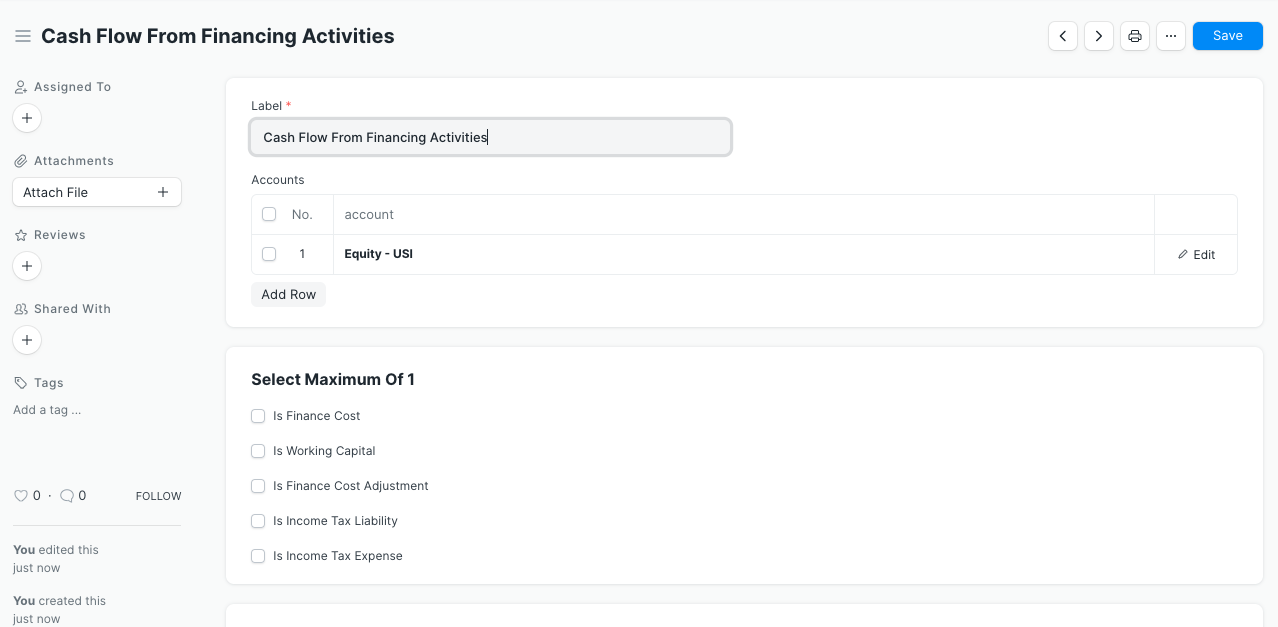 Cash Flow From Financing Activities
Save
Assigned To
Attachments
Attach File
Reviews
Shared With
Tags
Add a tag ...
0 · 0 FOLLOW
You edited this
just now
You created this
just now
Label *
Cash Flow From Financing Activities
Accounts
No. account
1 Equity - USI Edit
Add Row
Select Maximum Of 1
Is Finance Cost
Is Working Capital
Is Finance Cost Adjustment
Is Income Tax Liability
Is Income Tax Expense